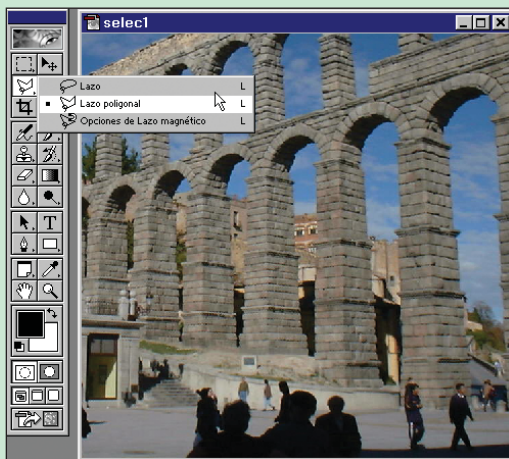 selec1
Lazo L
Lazo poligonal L
Opciones de Lazo magnético L
T